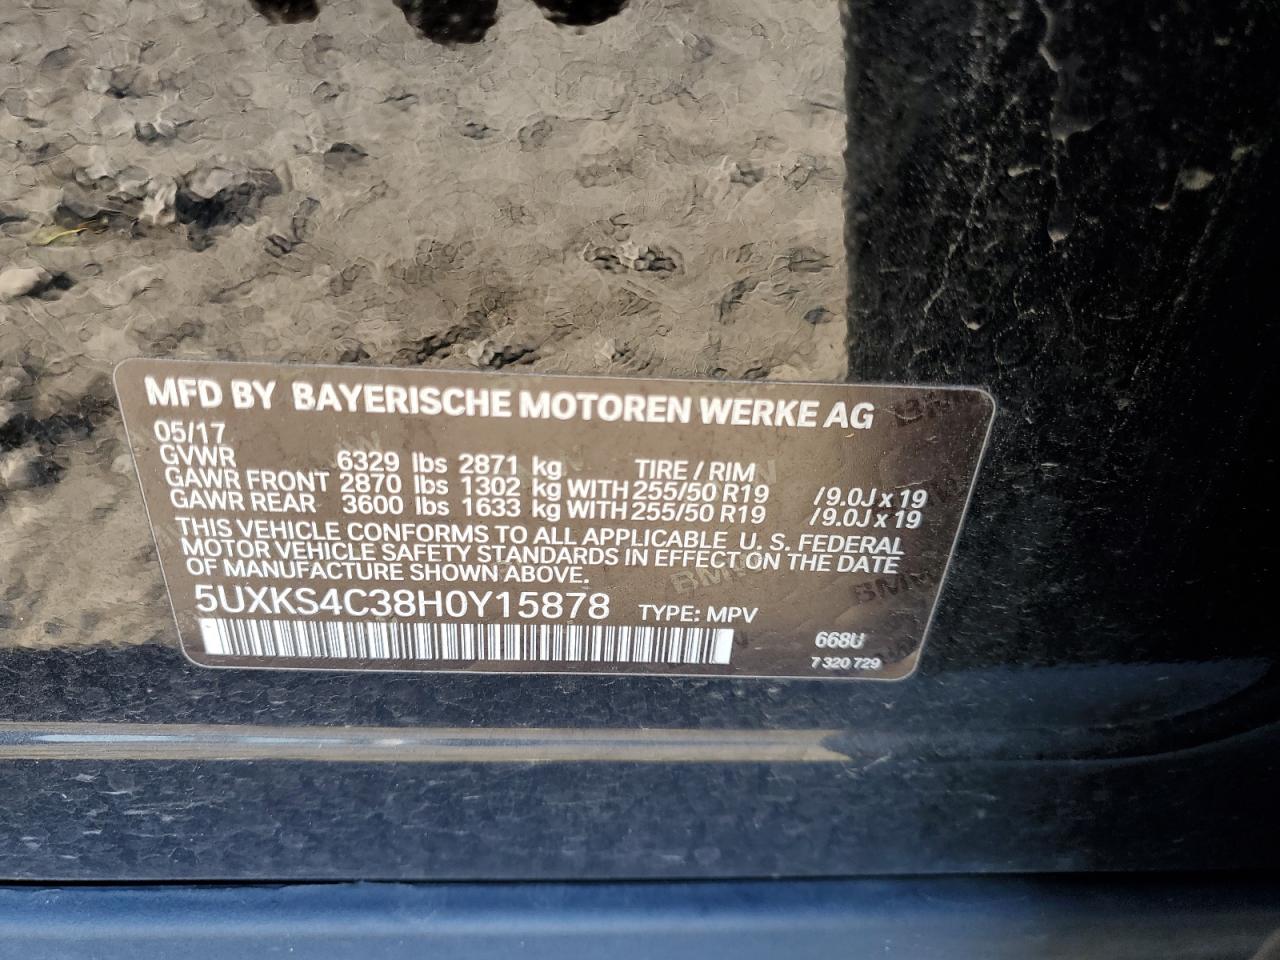 MFD BY BAYERISCHE MOTOREN WERKE AG
05/17
GVWR 6329 lbs 2871 kg TIRE / RIM
GAWR FRONT 2870 lbs 1302 kg WITH 255/50 R19 /9.0J x 19
GAWR REAR 3600 lbs 1633 kg WITH 255/50 R19 /9.0J x 19
THIS VEHICLE CONFORMS TO ALL APPLICABLE U. S. FEDERAL
MOTOR VEHICLE SAFETY STANDARDS IN EFFECT ON THE DATE
OF MANUFACTURE SHOWN ABOVE.
5UXKS4C38H0Y15878 TYPE: MPV
668U
7 320 729